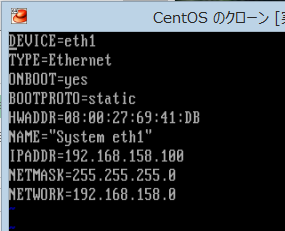 CentOS のクローン [実
DEVICE=eth1
TYPE=Ethernet
ONBOOT=yes
BOOTPROTO=static
HWADDR=08:00:27:69:41:DB
NAME="System eth1"
IPADDR=192.168.158.100
NETMASK=255.255.255.0
NETWORK=192.168.158.0
~
~